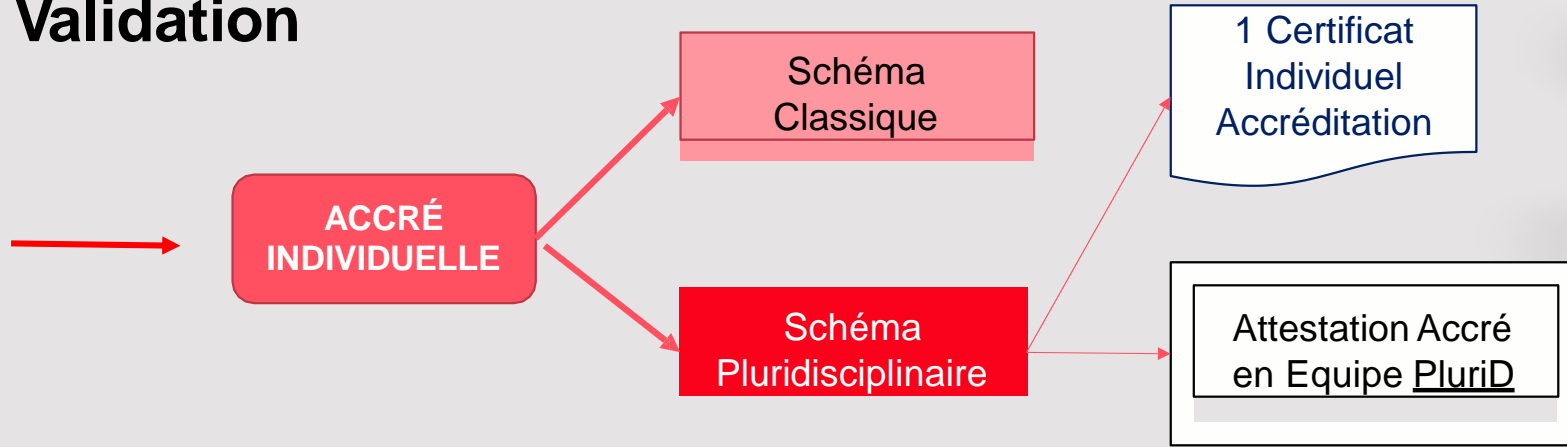 Validation
ACCRÉ
INDIVIDUELLE
Schéma
Classique
Schéma
Pluridisciplinaire
1 Certificat
Individuel
Accréditation
Attestation Accré
en Equipe PluriD